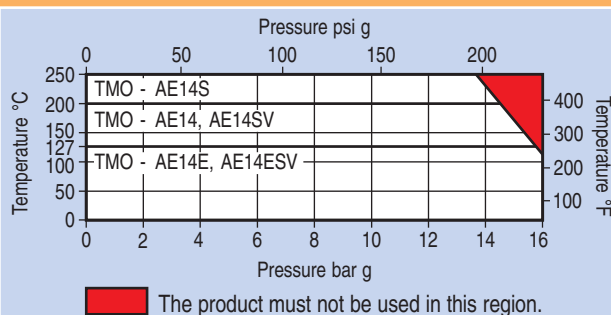 Pressure psi g
0 50 100 150 200
Temperature °C
250
200
150
127
100
50
0
TMO - AE14S
TMO - AE14, AE14SV
TMO - AE14E, AE14ESV
400
300
200
100
Temperature °F
0 2 4 6 8 10 12 14 16
Pressure bar g
The product must not be used in this region.